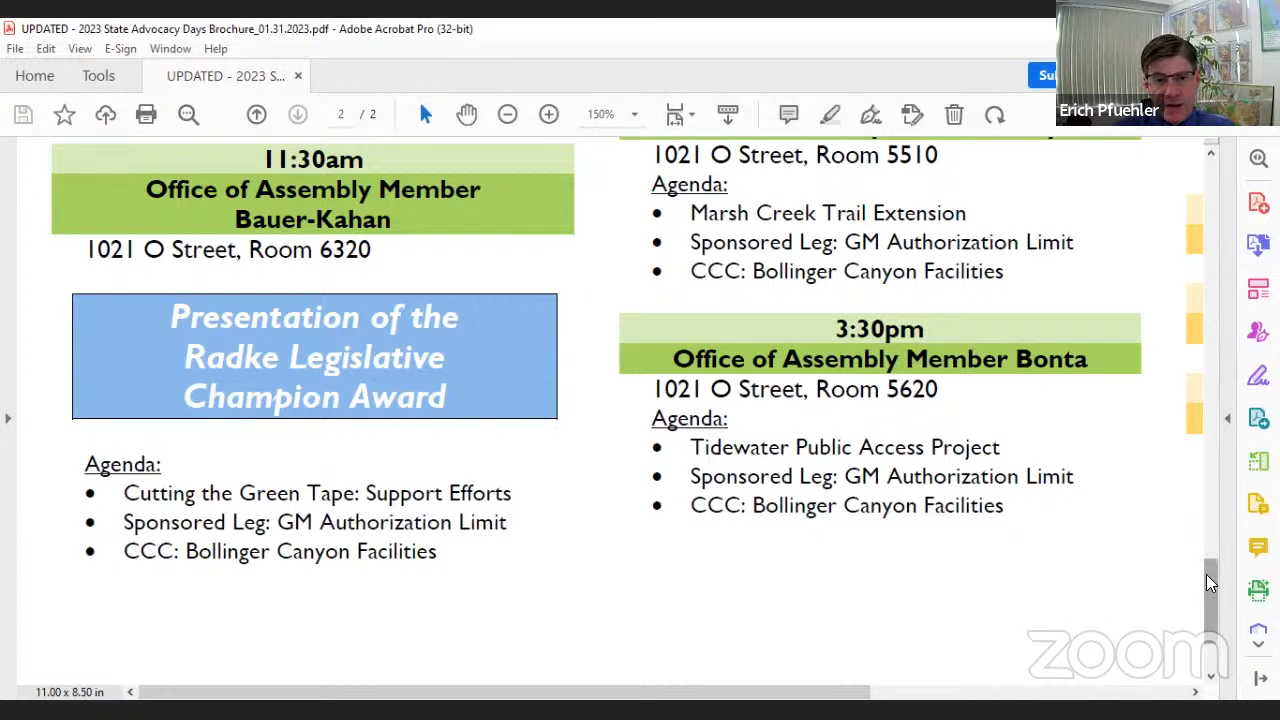 UPDATED - 2023 State Advocacy Days Brochure_01.31.2023.pdf - Adobe Acrobat Pro (32-bit)
File Edit View E-Sign Window Help
Home Tools UPDATED - 2023 S... ×
2 / 2 150%
Erich Pfuehler
11:30am
Office of Assembly Member
Bauer-Kahan
1021 O Street, Room 6320
Presentation of the
Radke Legislative
Champion Award
Agenda:
• Cutting the Green Tape: Support Efforts
• Sponsored Leg: GM Authorization Limit
• CCC: Bollinger Canyon Facilities
1021 O Street, Room 5510
Agenda:
• Marsh Creek Trail Extension
• Sponsored Leg: GM Authorization Limit
• CCC: Bollinger Canyon Facilities
3:30pm
Office of Assembly Member Bonta
1021 O Street, Room 5620
Agenda:
• Tidewater Public Access Project
• Sponsored Leg: GM Authorization Limit
• CCC: Bollinger Canyon Facilities
zoom
11.00 x 8.50 in